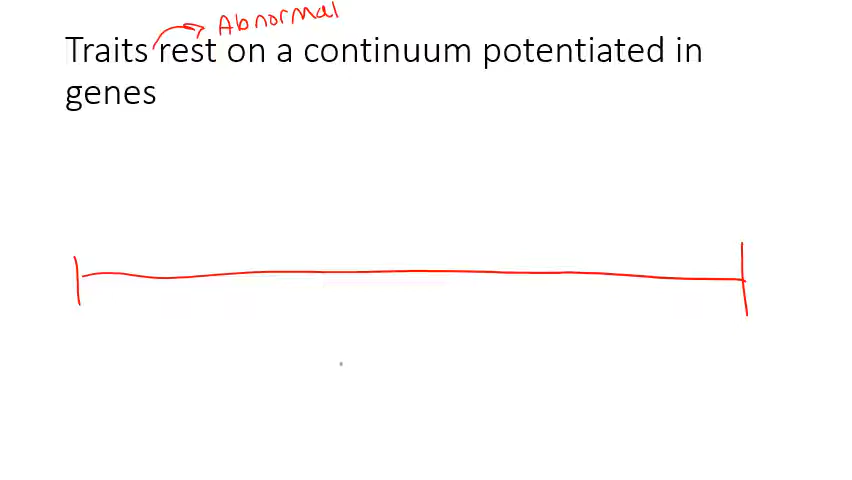 Abnormal
Traits rest on a continuum potentiated in
genes